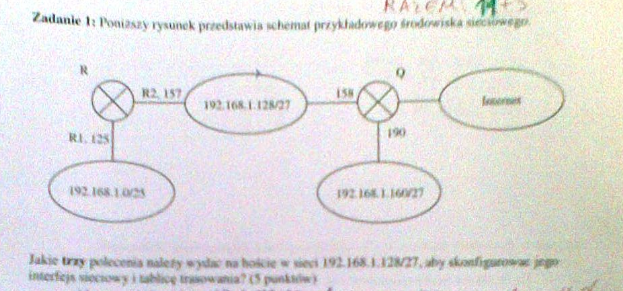 RAZEM: 11+5
Zadanie 1: Poniższy rysunek przedstawia schemat przykładowego środowiska sieciowego.
R
Q
R2, 157
192.168.1.128/27
158
Internet
R1, 125
190
192.168.1.0/25
192.168.1.160/27
Jakie trzy polecenia należy wydać na hoście w sieci 192.168.1.128/27, aby skonfigurować jego
interfejs sieciowy i tablicę trasowania? (5 punktów)